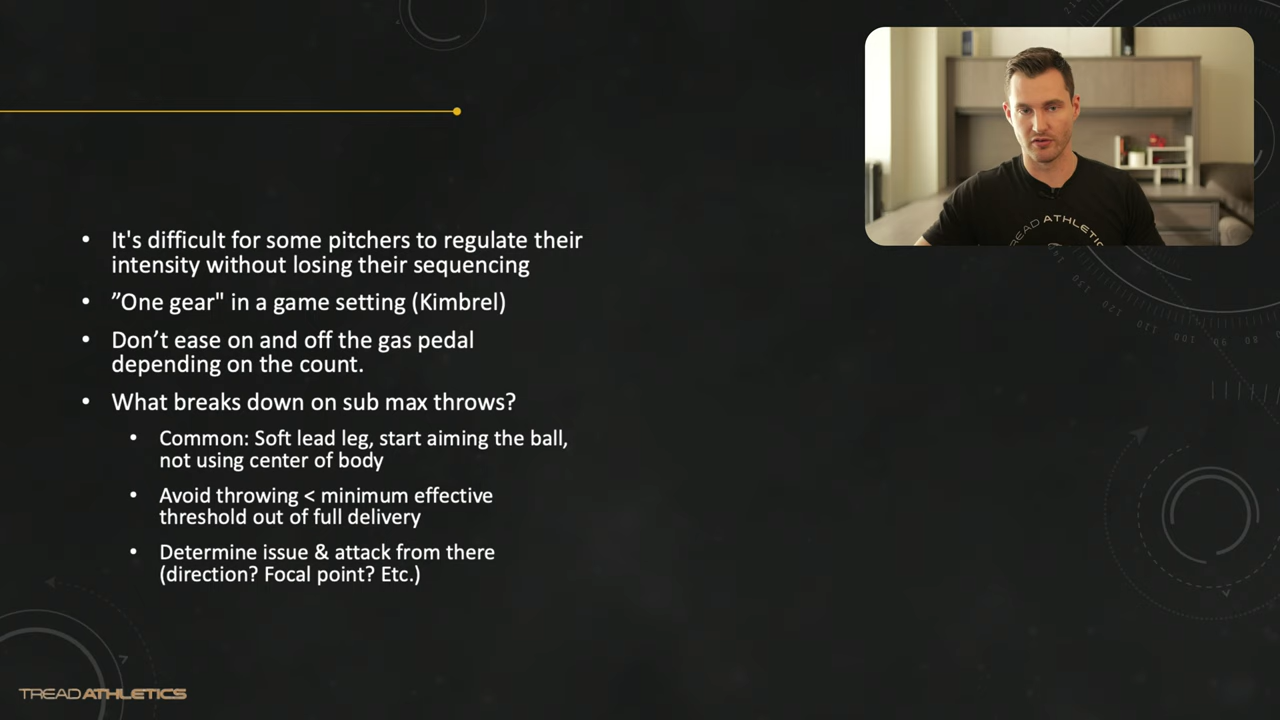 • It's difficult for some pitchers to regulate their
intensity without losing their sequencing
• ”One gear" in a game setting (Kimbrel)
• Don’t ease on and off the gas pedal
depending on the count.
• What breaks down on sub max throws?
• Common: Soft lead leg, start aiming the ball,
not using center of body
• Avoid throwing < minimum effective
threshold out of full delivery
• Determine issue & attack from there
(direction? Focal point? Etc.)
TREADATHLETICS
READ ATHLETIC